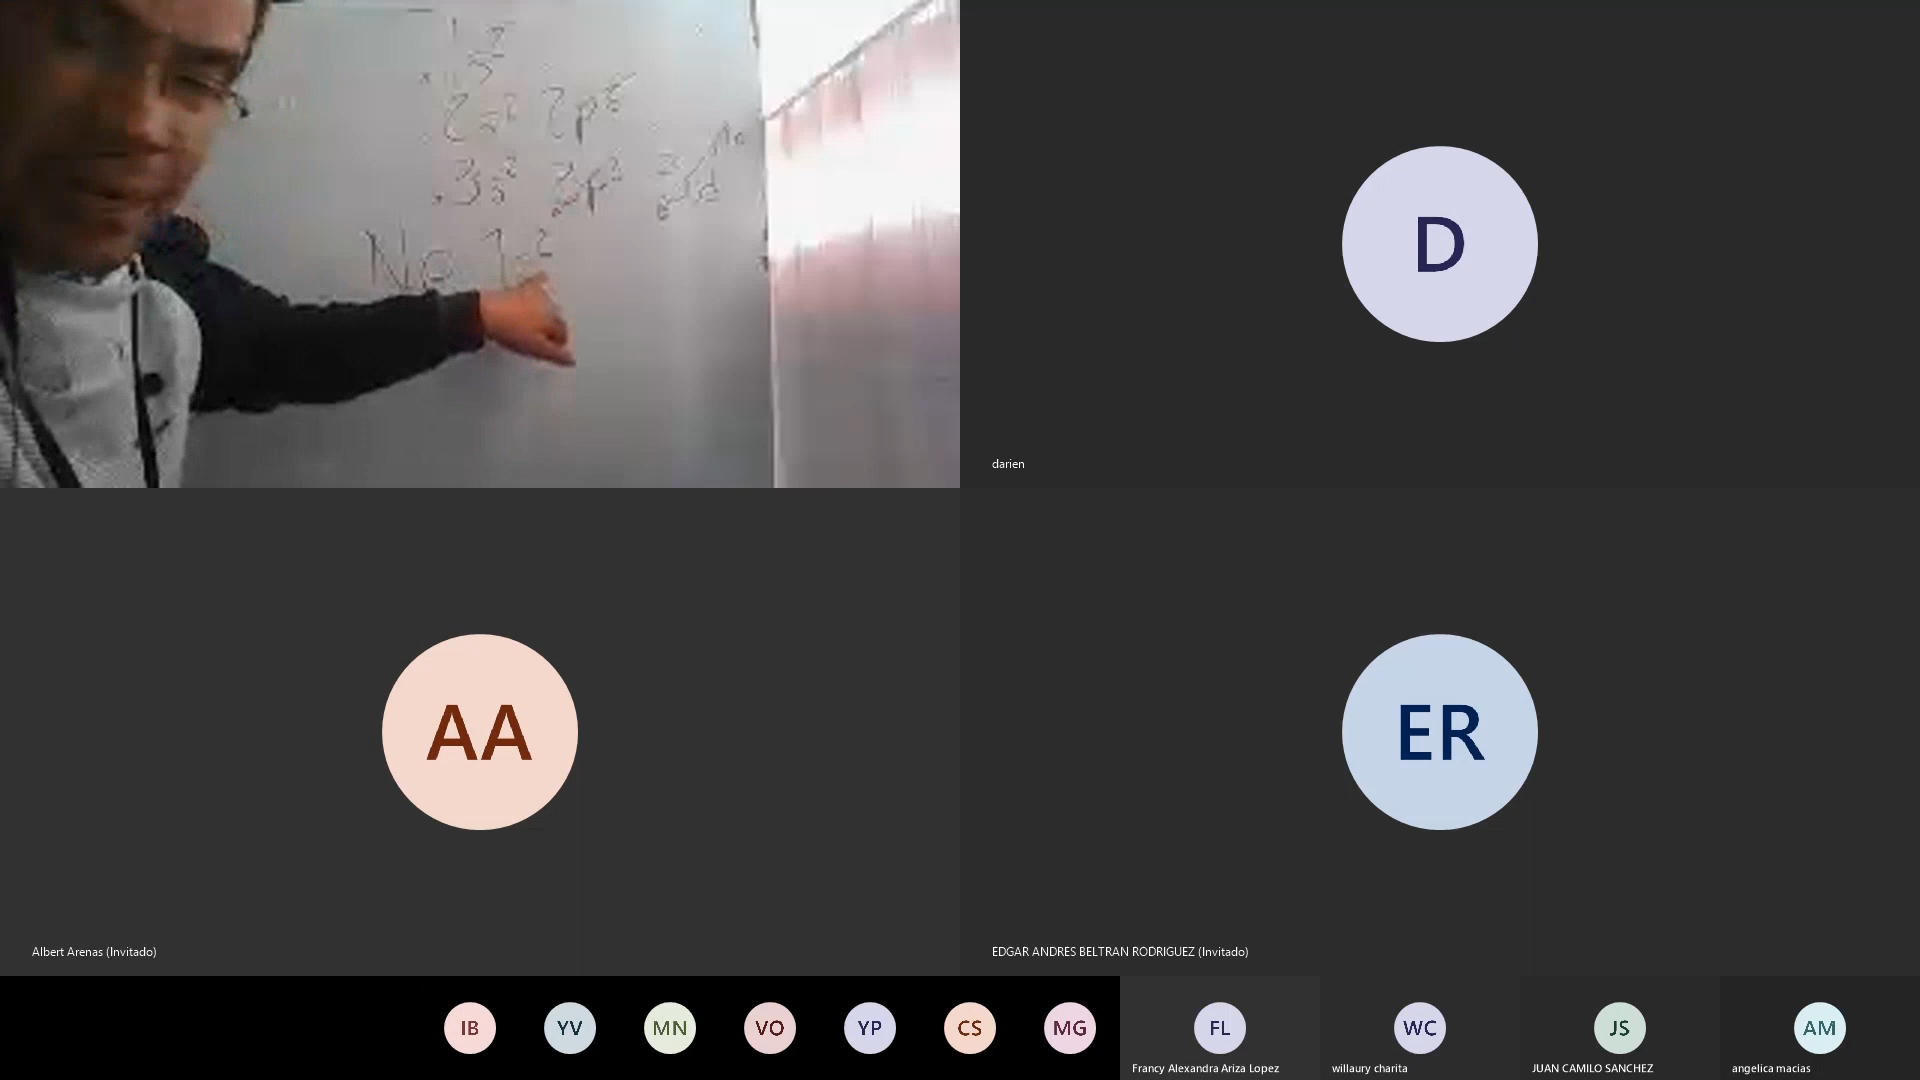 1s²
2s² 2p⁶
3s² 3p² 3d¹⁰
Ne 1s²
D
darien
AA
Albert Arenas (Invitado)
ER
EDGAR ANDRES BELTRAN RODRIGUEZ (Invitado)
IB YV MN VO YP CS MG FL WC JS AM
Francy Alexandra Ariza Lopez willaury charita JUAN CAMILO SANCHEZ angelica macias